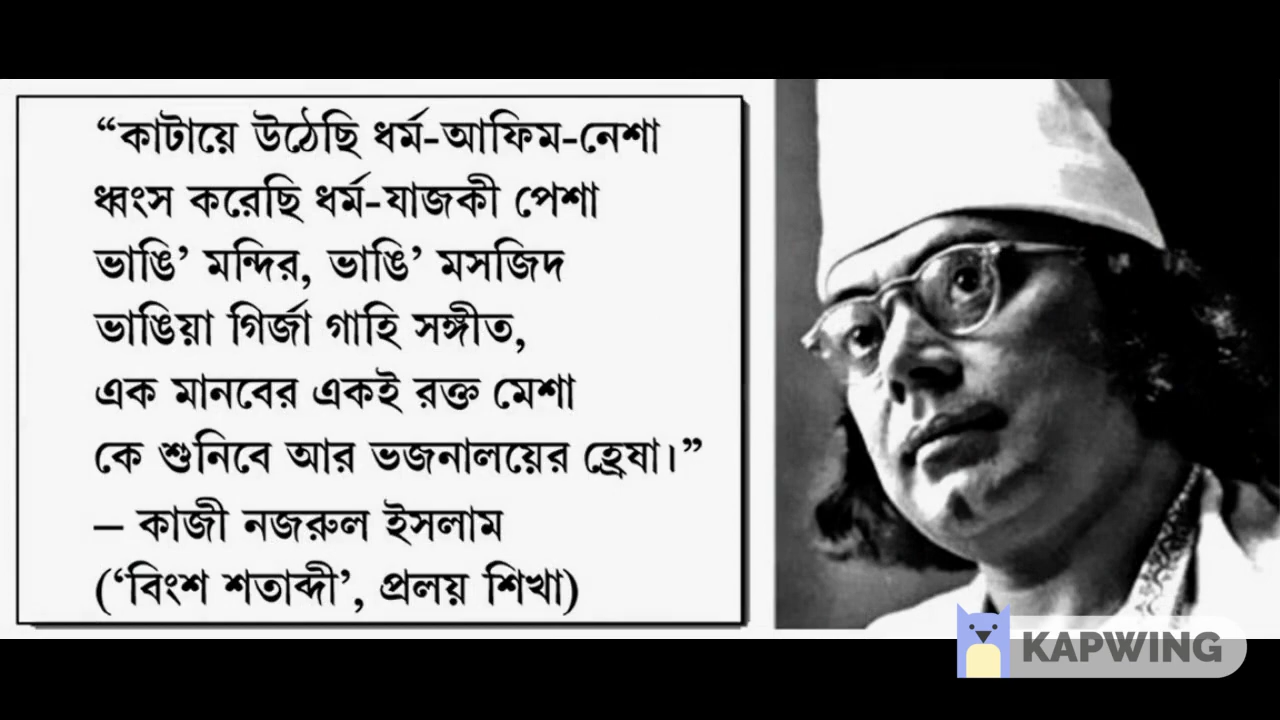 “কাটায়ে উঠেছি ধর্ম-আফিম-নেশা
ধ্বংস করেছি ধর্ম-যাজকী পেশা
ভাঙি’ মন্দির, ভাঙি’ মসজিদ
ভাঙিয়া গির্জা গাহি সঙ্গীত,
এক মানবের একই রক্ত মেশা
কে শুনিবে আর ভজনালয়ের হ্রেষা।”
– কাজী নজরুল ইসলাম
(‘বিংশ শতাব্দী’, প্রলয় শিখা)
KAPWING